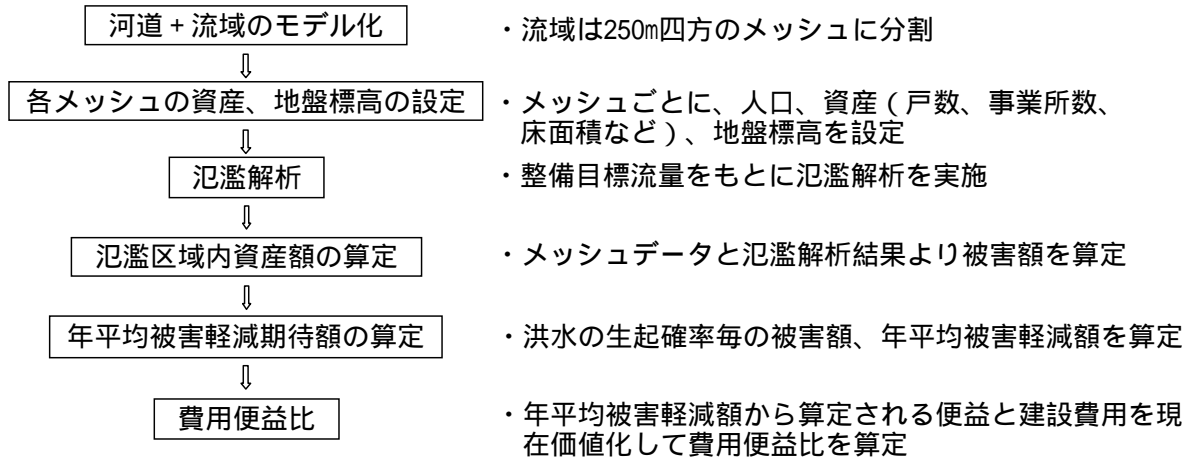 河道+流域のモデル化
・流域は250m四方のメッシュに分割
⇩
各メッシュの資産、地盤標高の設定
・メッシュごとに、人口、資産(戸数、事業所数、
床面積など)、地盤標高を設定
⇩
氾濫解析
・整備目標流量をもとに氾濫解析を実施
⇩
氾濫区域内資産額の算定
・メッシュデータと氾濫解析結果より被害額を算定
⇩
年平均被害軽減期待額の算定
・洪水の生起確率毎の被害額、年平均被害軽減額を算定
⇩
費用便益比
・年平均被害軽減額から算定される便益と建設費用を現
在価値化して費用便益比を算定